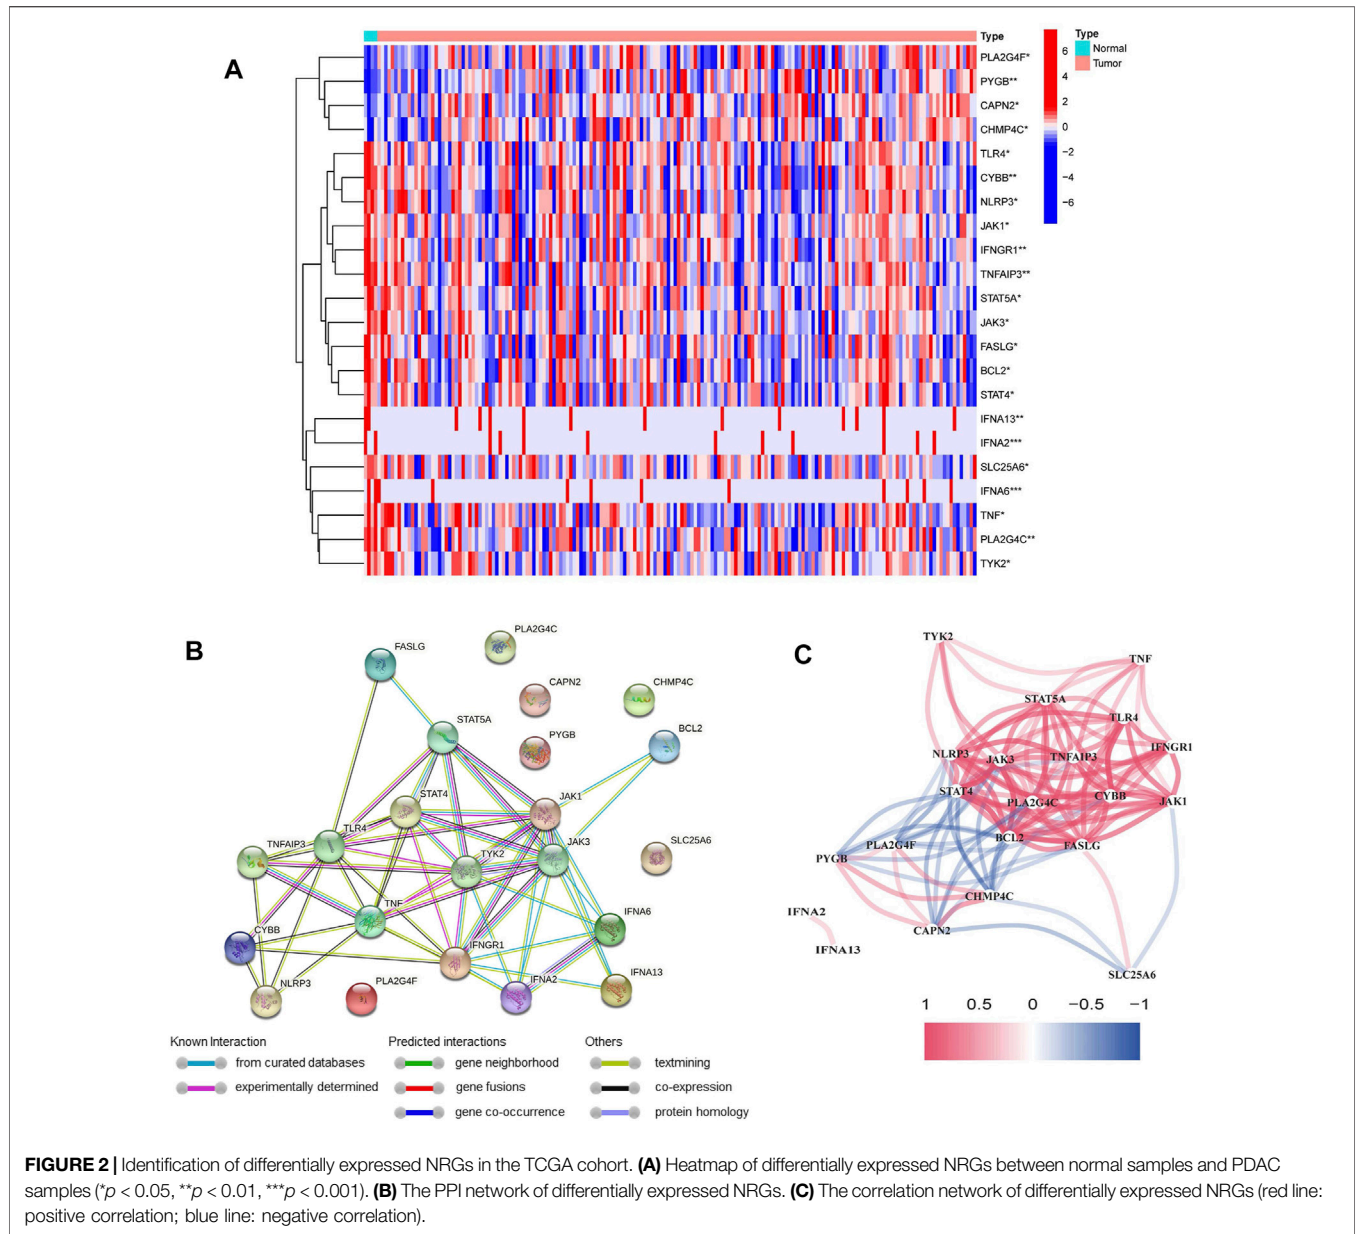 A
Type
PLA2G4F*
PYGB**
CAPN2*
CHMP4C*
TLR4*
CYBB**
NLRP3*
JAK1*
IFNGR1**
TNFAIP3**
STAT5A*
JAK3*
FASLG*
BCL2*
STAT4*
IFNA13**
IFNA2***
SLC25A6*
IFNA6***
TNF*
PLA2G4C**
TYK2*
6
4
2
0
−2
−4
−6
Type
Normal
Tumor
B
FASLG
PLA2G4C
CAPN2
CHMP4C
STAT5A
PYGB
BCL2
STAT4
JAK1
TLR4
JAK3
TNFAIP3
TYK2
SLC25A6
TNF
IFNA6
CYBB
IFNGR1
NLRP3
PLA2G4F
IFNA2
IFNA13
Known Interaction
from curated databases
experimentally determined
Predicted interactions
gene neighborhood
gene fusions
gene co-occurrence
Others
textmining
co-expression
protein homology
C
TYK2
TNF
STAT5A
TLR4
NLRP3
JAK3
TNFAIP3
IFNGR1
STAT4
PLA2G4C
CYBB
JAK1
BCL2
PYGB
PLA2G4F
FASLG
CHMP4C
IFNA2
CAPN2
IFNA13
SLC25A6
1 0.5 0 −0.5 −1
FIGURE 2 | Identification of differentially expressed NRGs in the TCGA cohort. (A) Heatmap of differentially expressed NRGs between normal samples and PDAC
samples (*p < 0.05, **p < 0.01, ***p < 0.001). (B) The PPI network of differentially expressed NRGs. (C) The correlation network of differentially expressed NRGs (red line:
positive correlation; blue line: negative correlation).